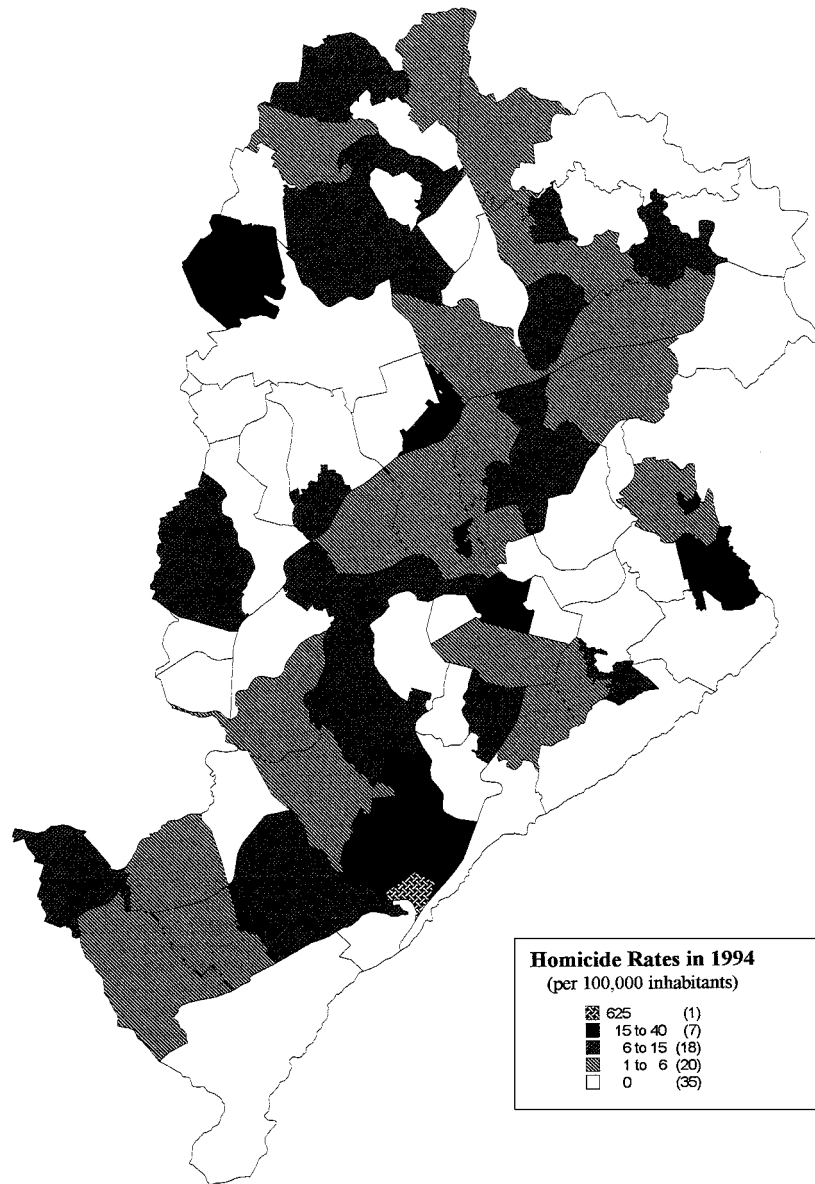 Homicide Rates in 1994
(per 100,000 inhabitants)
625 (1)
15 to 40 (7)
6 to 15 (18)
1 to 6 (20)
0 (35)